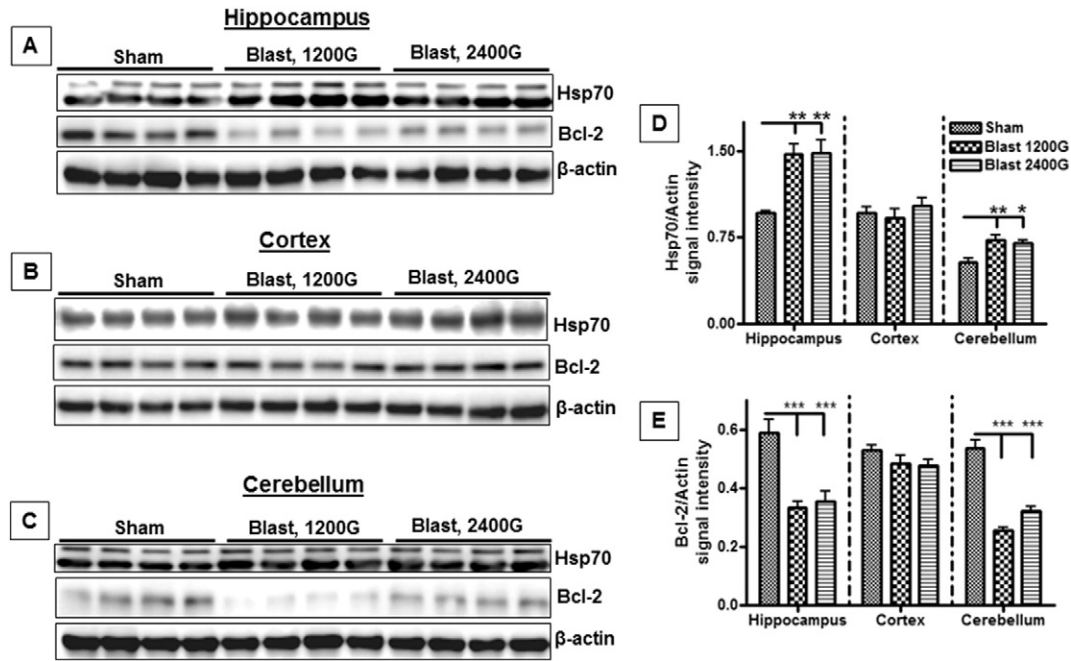 Hippocampus
A
Sham
Blast, 1200G
Blast, 2400G
Hsp70
Bcl-2
β-actin
Cortex
B
Sham
Blast, 1200G
Blast, 2400G
Hsp70
Bcl-2
β-actin
Cerebellum
C
Sham
Blast, 1200G
Blast, 2400G
Hsp70
Bcl-2
β-actin
D
** **
** *
Sham
Blast 1200G
Blast 2400G
Hsp70/Actin
signal intensity
1.50
0.75
0.00
Hippocampus Cortex Cerebellum
E
*** ***
*** ***
Bcl-2/Actin
signal intensity
0.6
0.4
0.2
0.0
Hippocampus Cortex Cerebellum